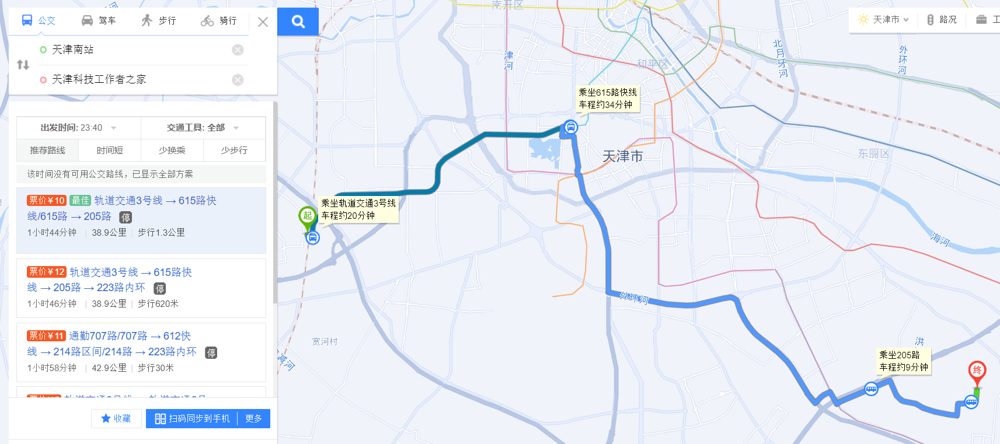 公交
驾车
步行
骑行
天津南站
天津科技工作者之家
出发时间: 23:40
交通工具: 全部
推荐路线
时间短
少换乘
少步行
该时间没有可用公交路线，已显示全部方案
票价¥10 最佳 轨道交通3号线 → 615路快
线/615路 → 205路 停
1小时44分钟 | 38.9公里 | 步行1.3公里
票价¥12 轨道交通3号线 → 615路快
线 → 205路 → 223路内环 停
1小时46分钟 | 38.9公里 | 步行620米
票价¥11 通勤707路/707路 → 612快
线 → 214路区间/214路 → 223路内环 停
1小时58分钟 | 42.9公里 | 步行30米
收藏
扫码同步到手机
更多
天津市
路况
工
南开区
津河
和平区
北月牙河
外环河
乘坐615路快线
车程约34分钟
天津市
东丽区
乘坐轨道交通3号线
车程约20分钟
起
海河
外环河
宽河村
减河
洪
乘坐205路
车程约9分钟
终